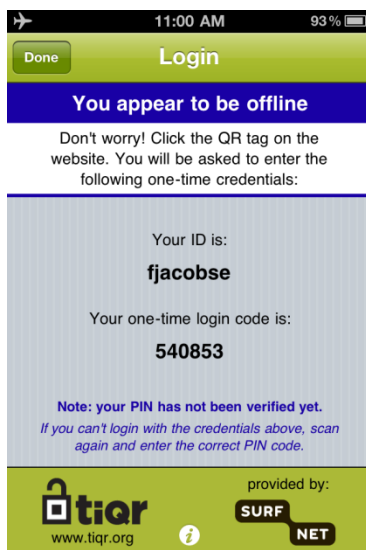 11:00 AM
93%
Done
Login
You appear to be offline
Don't worry! Click the QR tag on the
website. You will be asked to enter the
following one-time credentials:
Your ID is:
fjacobse
Your one-time login code is:
540853
Note: your PIN has not been verified yet.
If you can't login with the credentials above, scan
again and enter the correct PIN code.
tiqr
www.tiqr.org
i
provided by:
SURF
NET